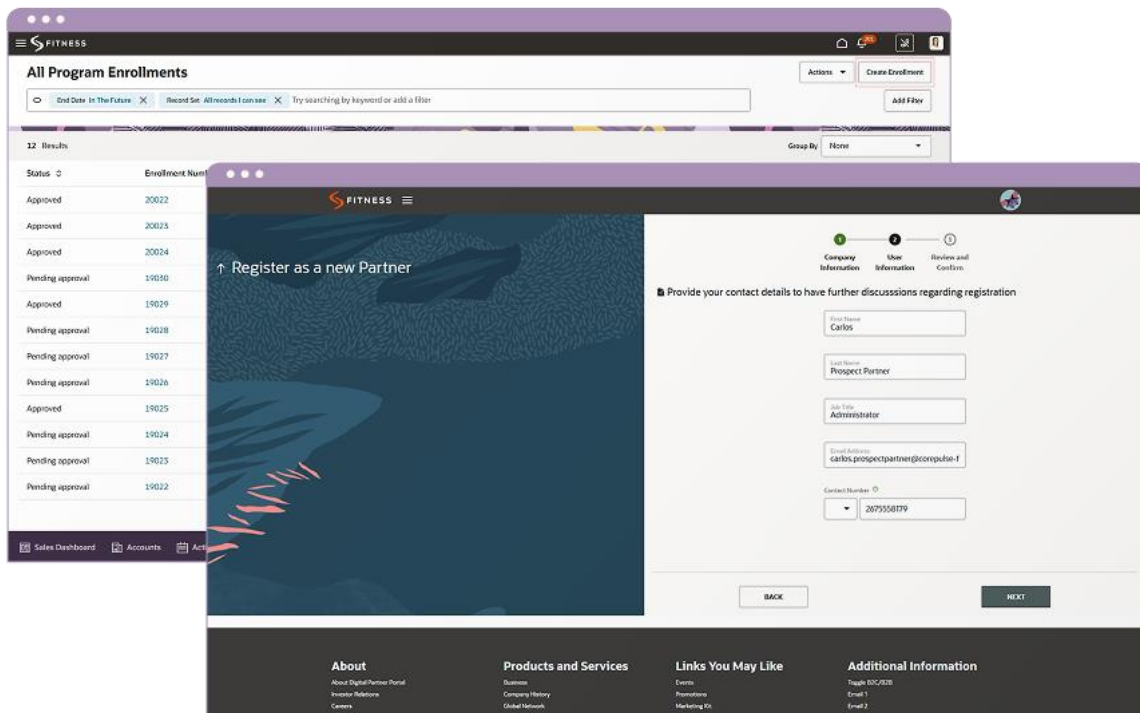 FITNESS
All Program Enrollments
Actions
Create Enrollment
End Date In The Future X
Record Set All records I can see X
Try searching by keyword or add a filter
Add Filter
12 Results
Group By None
Status
Enrollment Num
Approved 20022
Approved 20023
Approved 20024
Pending approval 19030
Approved 19029
Pending approval 19028
Pending approval 19027
Pending approval 19026
Approved 19025
Pending approval 19024
Pending approval 19023
Pending approval 19022
Sales Dashboard
Accounts
FITNESS
Register as a new Partner
1
2
3
Company Information
User Information
Review and Confirm
Provide your contact details to have further discusssions regarding registration
First Name
Carlos
Last Name
Prospect Partner
Job Title
Administrator
Email Address
carlos.prospectpartner@corepulse-f
Contact Number
2675558179
BACK
NEXT
About
About Digital Partner Portal
Investor Relations
Careers
Products and Services
Business
Company History
Global Network
Links You May Like
Events
Promotions
Marketing Kit
Additional Information
Toggle B2C/B2B
Email 1
Email 2